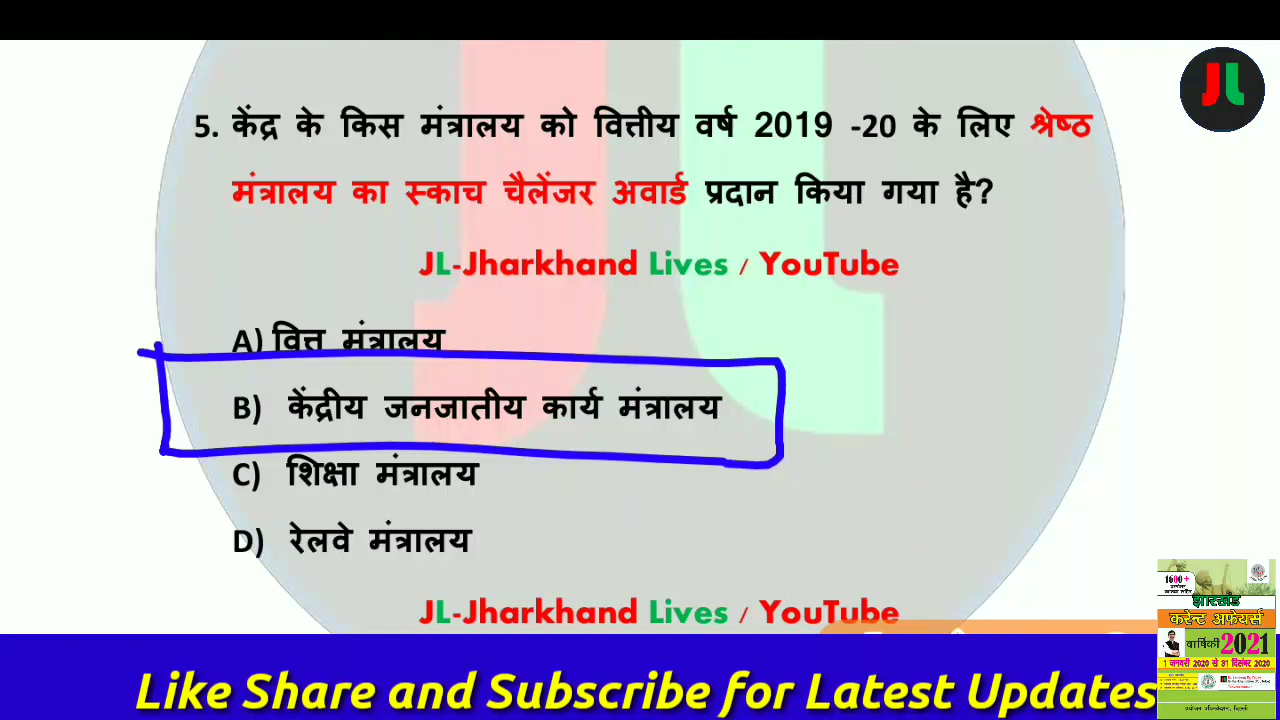 JL
5. केंद्र के किस मंत्रालय को वित्तीय वर्ष 2019 -20 के लिए श्रेष्ठ
मंत्रालय का स्काच चैलेंजर अवार्ड प्रदान किया गया है?
JL-Jharkhand Lives / YouTube
A) वित्त मंत्रालय
B) केंद्रीय जनजातीय कार्य मंत्रालय
C) शिक्षा मंत्रालय
D) रेलवे मंत्रालय
JL-Jharkhand Lives / YouTube
1600+
झारखंड
करेन्ट अफेयर्स
वार्षिकी 2021
1 जनवरी 2020 से 31 दिसंबर 2020
Like Share and Subscribe for Latest Updates